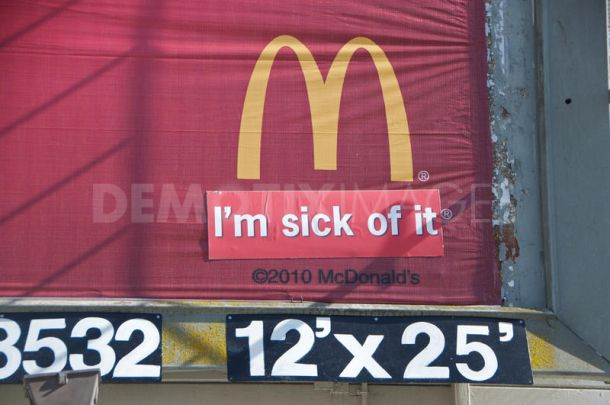 M®
DEMOTIX IMAGES
I'm sick of it®
©2010 McDonald's
3532 12'x 25'